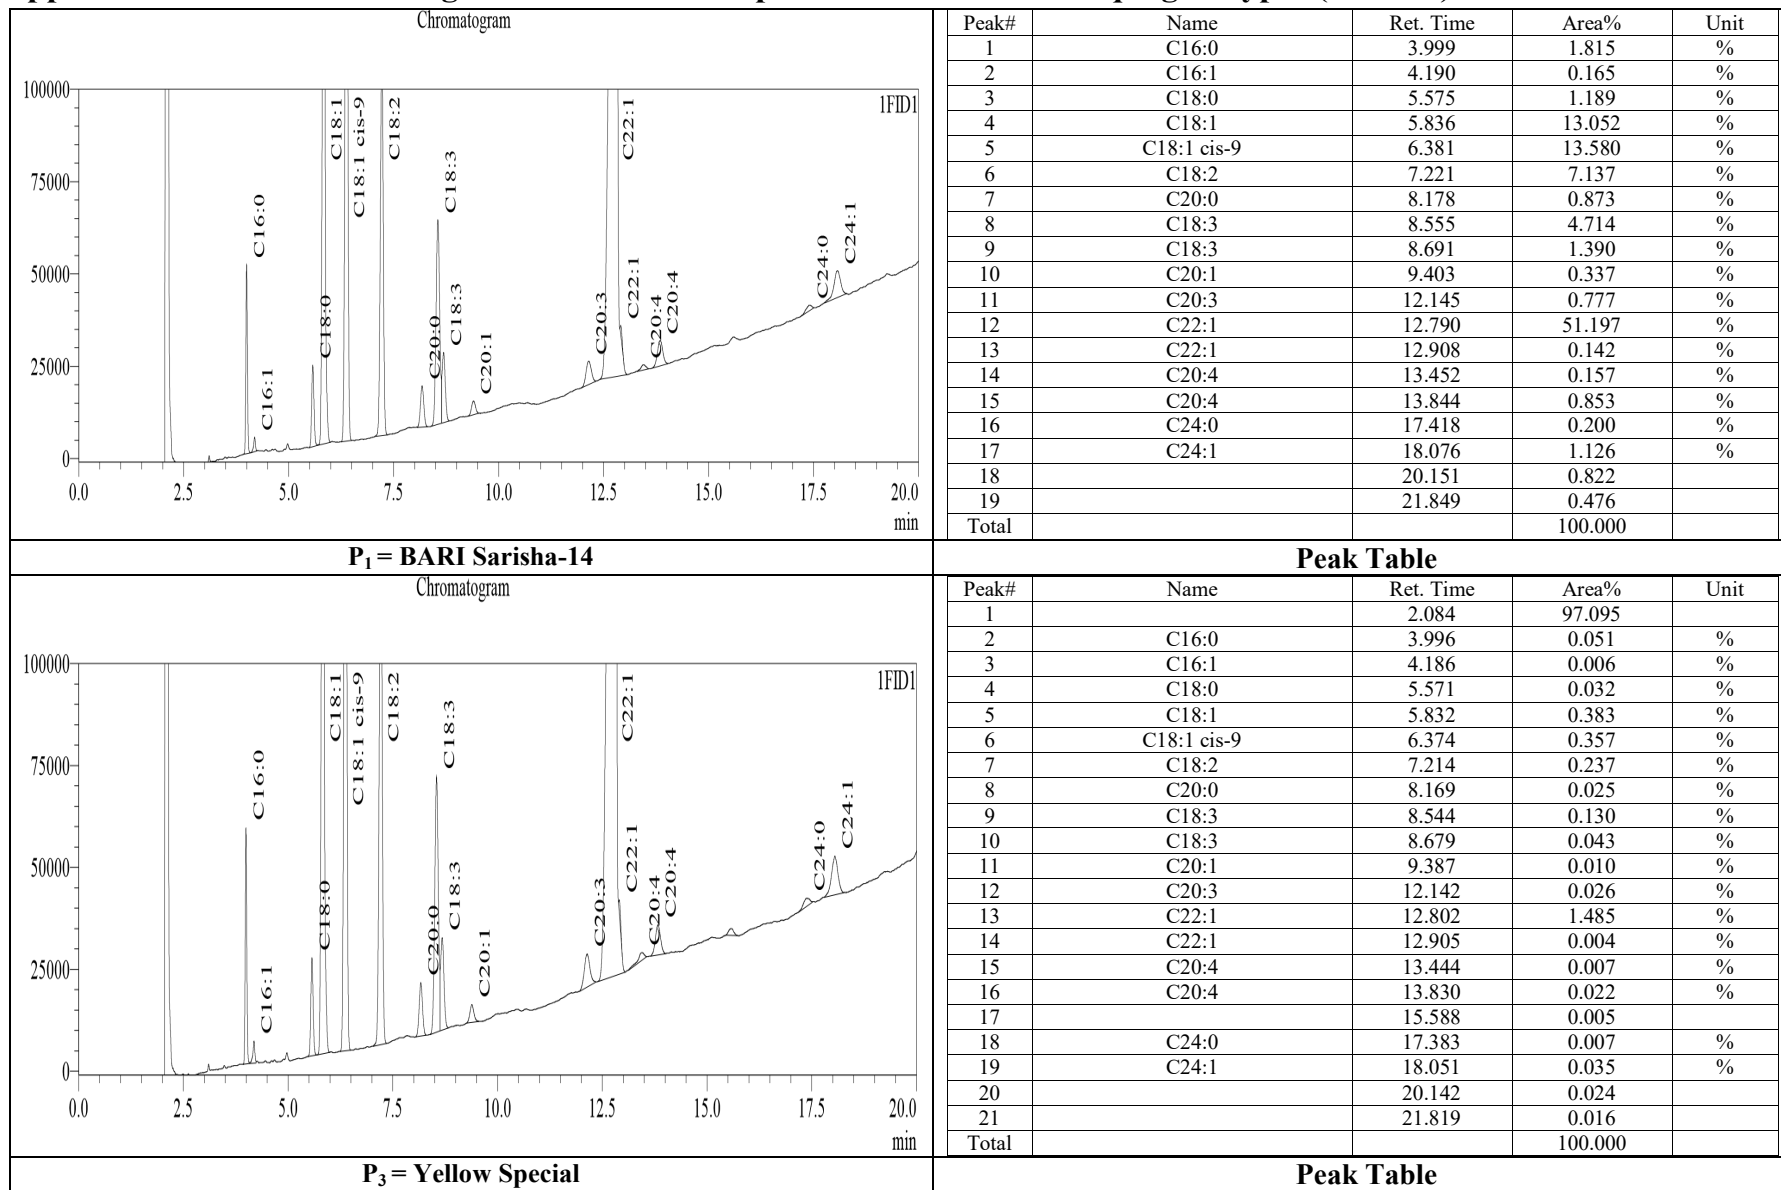 Chromatogram
100000
75000
50000
25000
0
0.0 2.5 5.0 7.5 10.0 12.5 15.0 17.5 20.0
min
1FID1
C16:0
C16:1
C18:0
C18:1
C18:1 cis-9
C18:2
C20:0
C18:3
C18:3
C20:1
C20:3
C22:1
C22:1
C20:4
C20:4
C24:0
C24:1
Peak# Name Ret. Time Area% Unit
1 C16:0 3.999 1.815 %
2 C16:1 4.190 0.165 %
3 C18:0 5.575 1.189 %
4 C18:1 5.836 13.052 %
5 C18:1 cis-9 6.381 13.580 %
6 C18:2 7.221 7.137 %
7 C20:0 8.178 0.873 %
8 C18:3 8.555 4.714 %
9 C18:3 8.691 1.390 %
10 C20:1 9.403 0.337 %
11 C20:3 12.145 0.777 %
12 C22:1 12.790 51.197 %
13 C22:1 12.908 0.142 %
14 C20:4 13.452 0.157 %
15 C20:4 13.844 0.853 %
16 C24:0 17.418 0.200 %
17 C24:1 18.076 1.126 %
18 20.151 0.822
19 21.849 0.476
Total 100.000
P1 = BARI Sarisha-14
Peak Table
Chromatogram
100000
75000
50000
25000
0
0.0 2.5 5.0 7.5 10.0 12.5 15.0 17.5 20.0
min
1FID1
C16:0
C16:1
C18:0
C18:1
C18:1 cis-9
C18:2
C20:0
C18:3
C18:3
C20:1
C20:3
C22:1
C22:1
C20:4
C20:4
C24:0
C24:1
Peak# Name Ret. Time Area% Unit
1 2.084 97.095
2 C16:0 3.996 0.051 %
3 C16:1 4.186 0.006 %
4 C18:0 5.571 0.032 %
5 C18:1 5.832 0.383 %
6 C18:1 cis-9 6.374 0.357 %
7 C18:2 7.214 0.237 %
8 C20:0 8.169 0.025 %
9 C18:3 8.544 0.130 %
10 C18:3 8.679 0.043 %
11 C20:1 9.387 0.010 %
12 C20:3 12.142 0.026 %
13 C22:1 12.802 1.485 %
14 C22:1 12.905 0.004 %
15 C20:4 13.444 0.007 %
16 C20:4 13.830 0.022 %
17 15.588 0.005
18 C24:0 17.383 0.007 %
19 C24:1 18.051 0.035 %
20 20.142 0.024
21 21.819 0.016
Total 100.000
P3 = Yellow Special
Peak Table